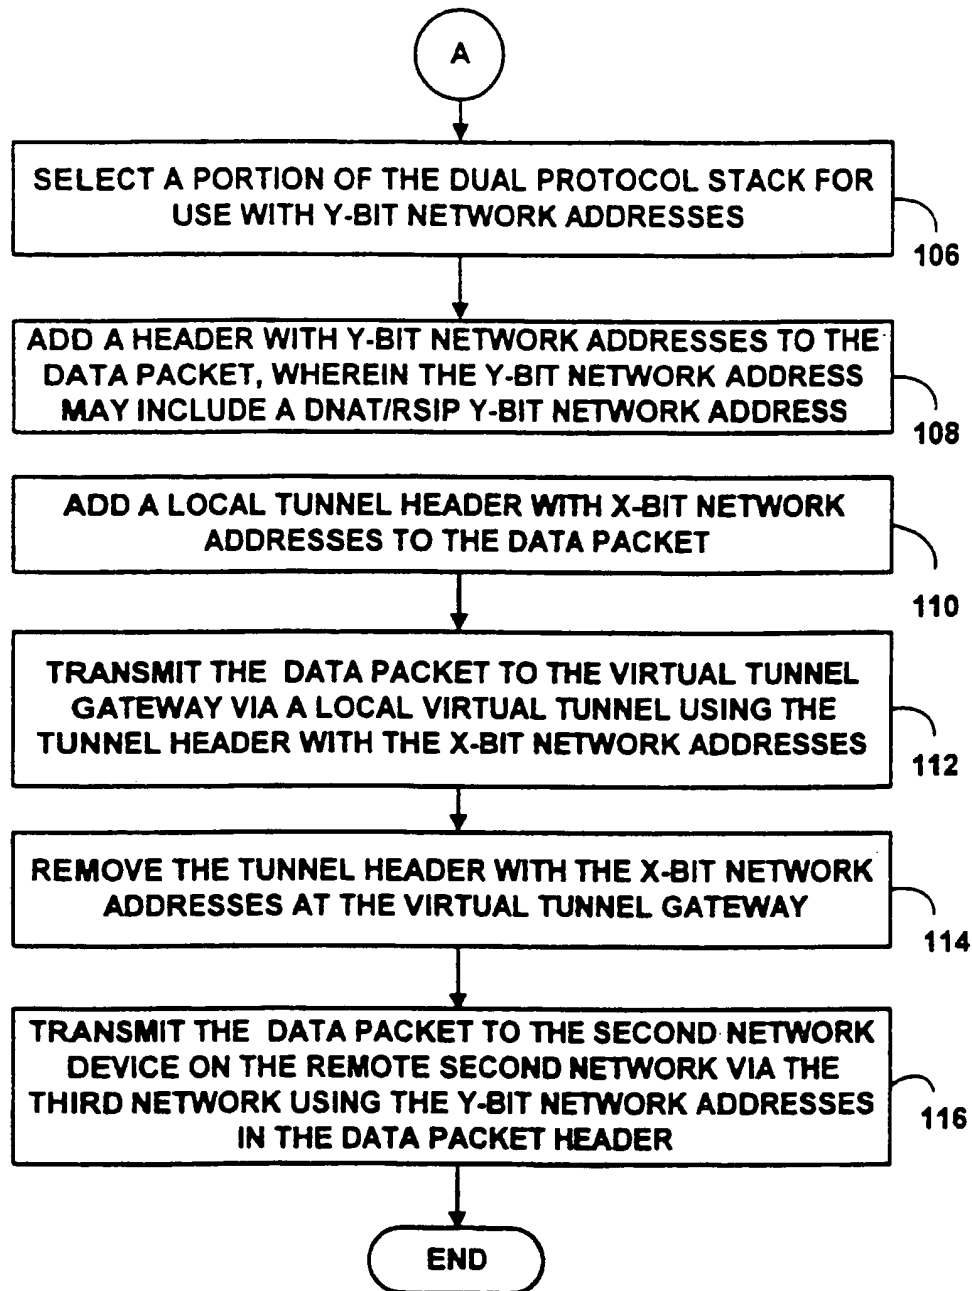 A
SELECT A PORTION OF THE DUAL PROTOCOL STACK FOR
USE WITH Y-BIT NETWORK ADDRESSES
106
ADD A HEADER WITH Y-BIT NETWORK ADDRESSES TO THE
DATA PACKET, WHEREIN THE Y-BIT NETWORK ADDRESS
MAY INCLUDE A DNAT/RSIP Y-BIT NETWORK ADDRESS
108
ADD A LOCAL TUNNEL HEADER WITH X-BIT NETWORK
ADDRESSES TO THE DATA PACKET
110
TRANSMIT THE DATA PACKET TO THE VIRTUAL TUNNEL
GATEWAY VIA A LOCAL VIRTUAL TUNNEL USING THE
TUNNEL HEADER WITH THE X-BIT NETWORK ADDRESSES
112
REMOVE THE TUNNEL HEADER WITH THE X-BIT NETWORK
ADDRESSES AT THE VIRTUAL TUNNEL GATEWAY
114
TRANSMIT THE DATA PACKET TO THE SECOND NETWORK
DEVICE ON THE REMOTE SECOND NETWORK VIA THE
THIRD NETWORK USING THE Y-BIT NETWORK ADDRESSES
IN THE DATA PACKET HEADER
116
END